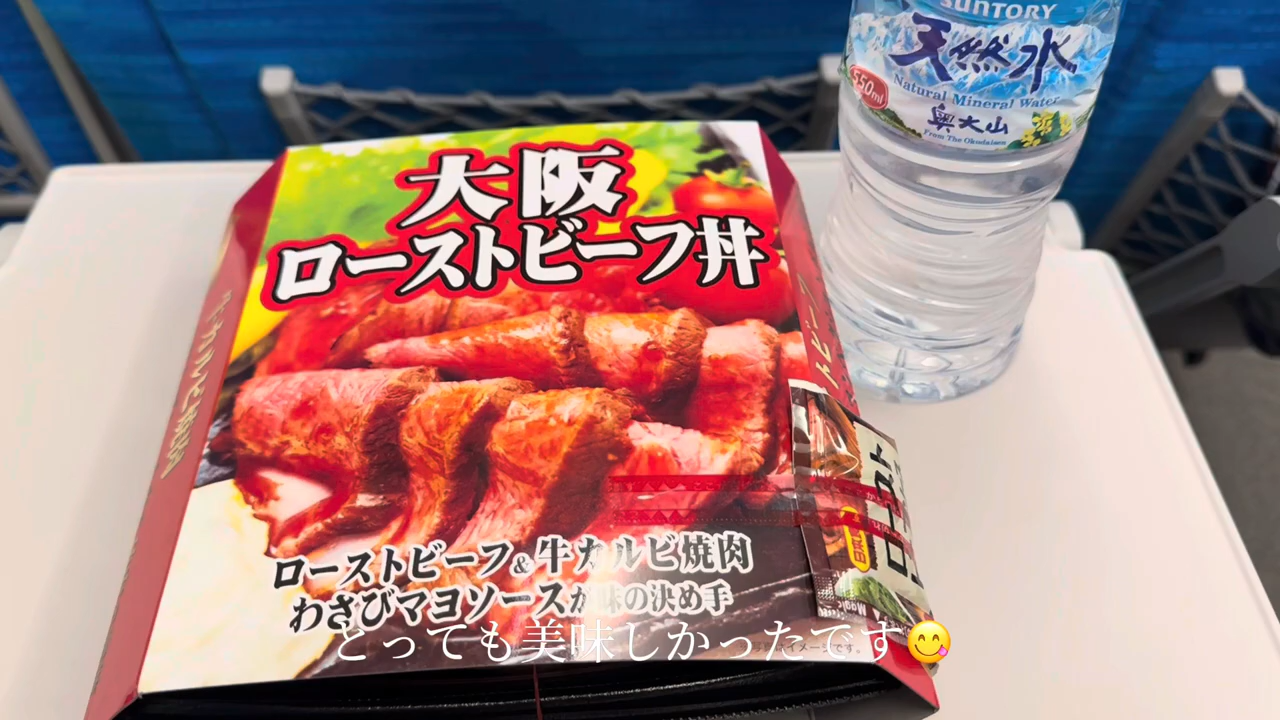 SUNTORY
天然水
550ml
Natural Mineral Water
奥大山
From The Okudaisen
大阪
ローストビーフ丼
ローストビーフ&牛カルビ焼肉
わさびマヨソースが味の決め手
とっても美味しかったです😋